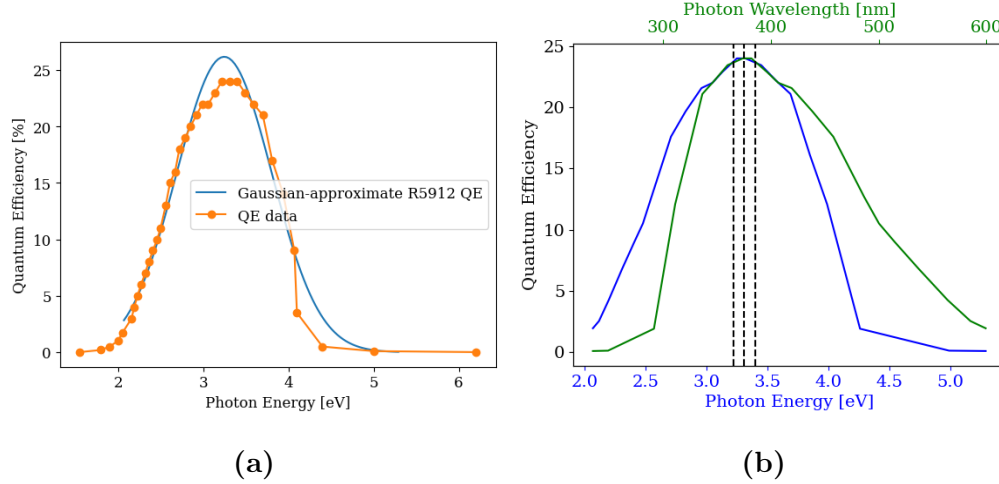 25
20
15
10
5
0
Quantum Efficiency [%]
Gaussian-approximate R5912 QE
QE data
2 3 4 5 6
Photon Energy [eV]
(a)
Photon Wavelength [nm]
300 400 500 600
25
20
15
10
5
0
Quantum Efficiency
2.0 2.5 3.0 3.5 4.0 4.5 5.0
Photon Energy [eV]
(b)